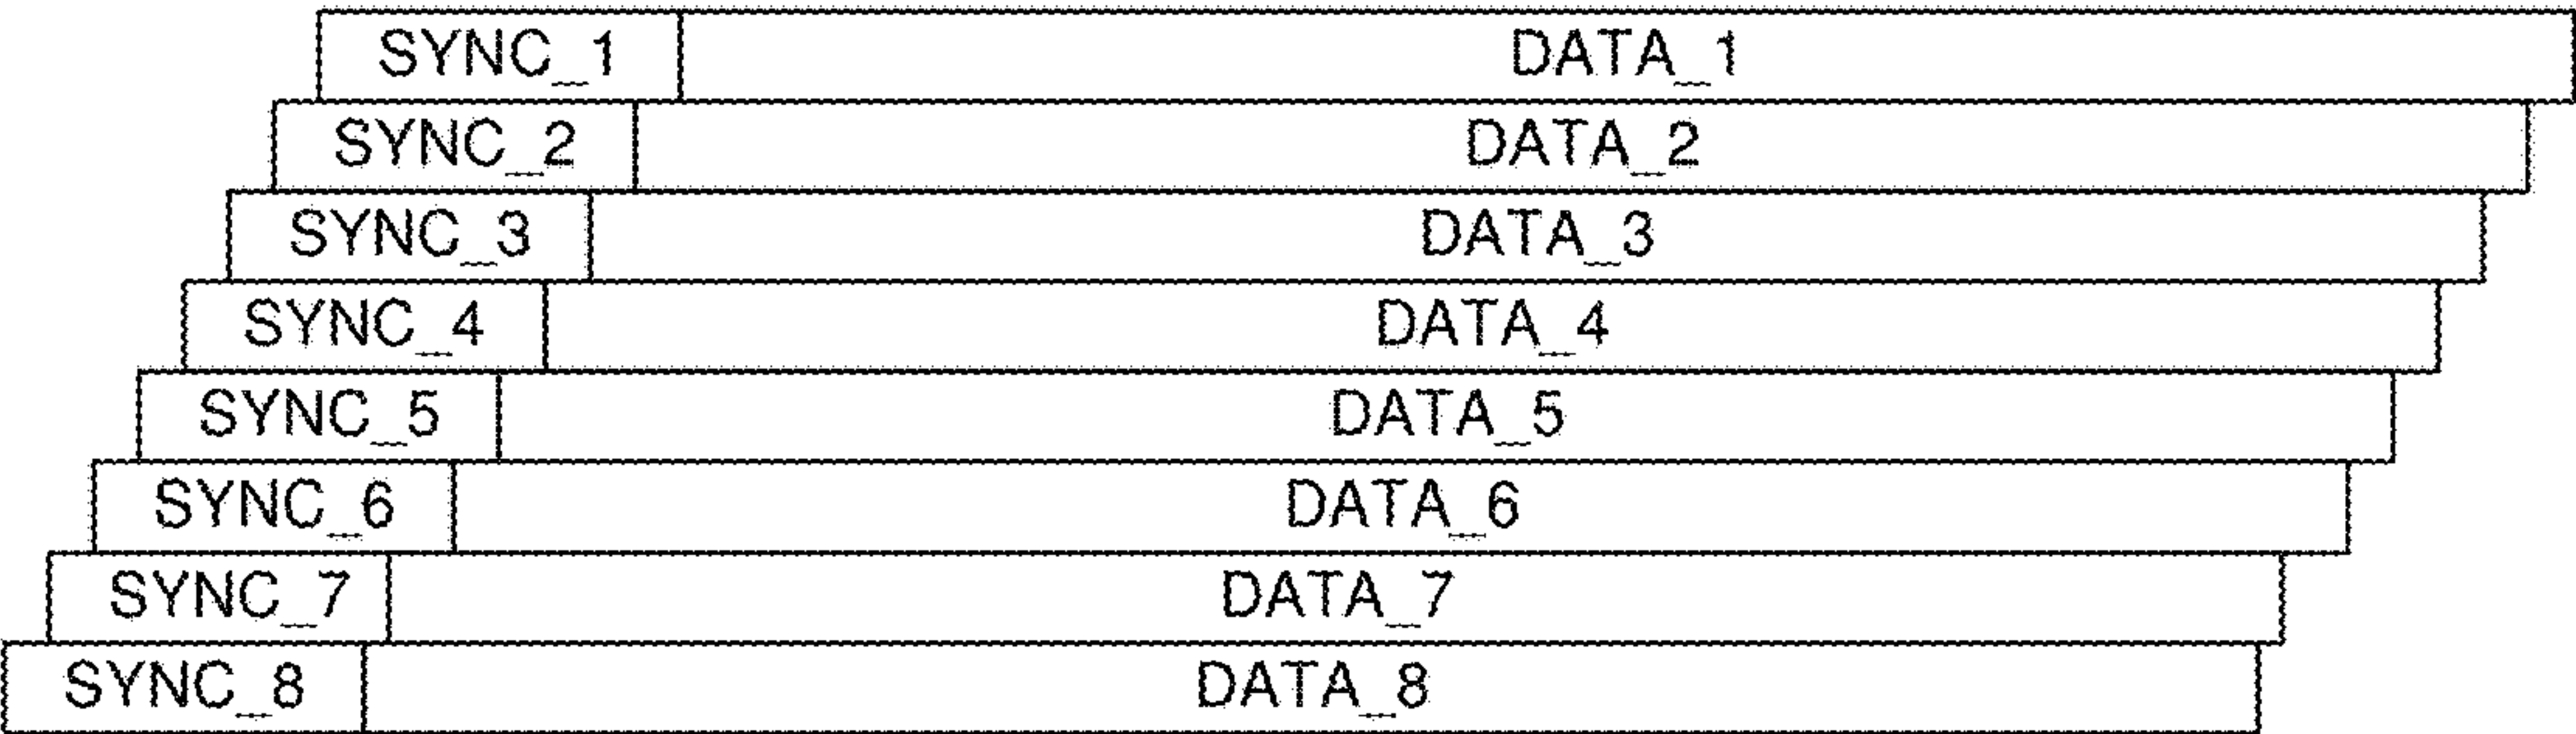 SYNC_1 DATA_1
SYNC_2 DATA_2
SYNC_3 DATA_3
SYNC_4 DATA_4
SYNC_5 DATA_5
SYNC_6 DATA_6
SYNC_7 DATA_7
SYNC_8 DATA_8